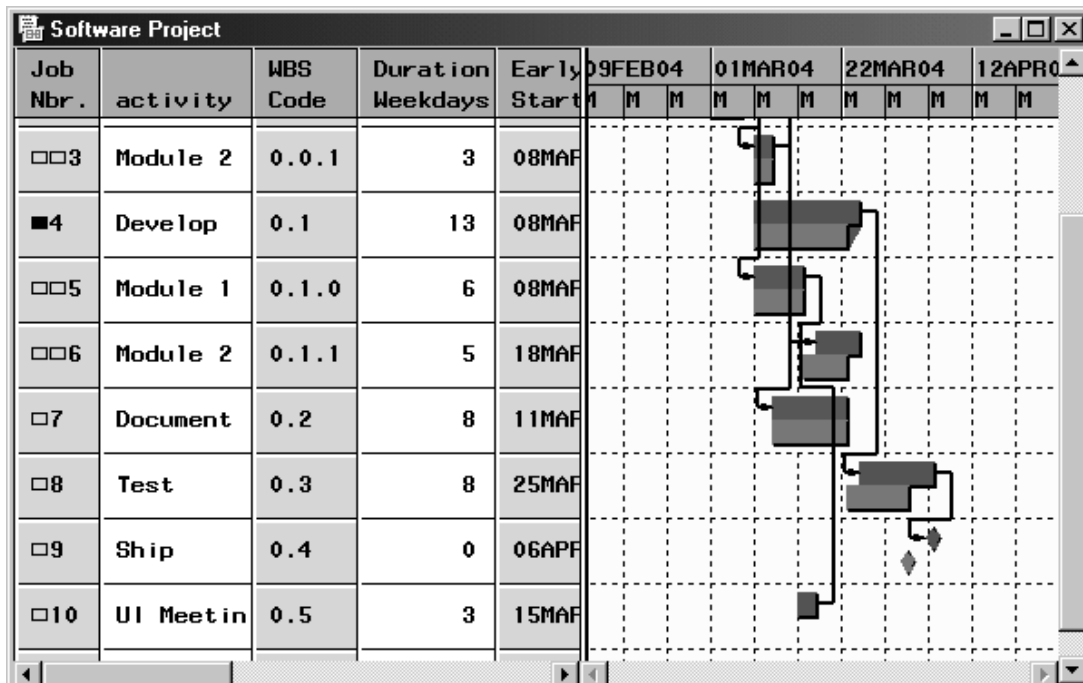 Software Project
Job Nbr. activity WBS Code Duration Weekdays Early Start 09FEB04 01MAR04 22MAR04 12APR0
M M M M M M M M M M M
3 Module 2 0.0.1 3 08MAR
4 Develop 0.1 13 08MAR
5 Module 1 0.1.0 6 08MAR
6 Module 2 0.1.1 5 18MAR
7 Document 0.2 8 11MAR
8 Test 0.3 8 25MAR
9 Ship 0.4 0 06APR
10 UI Meetin 0.5 3 15MAR